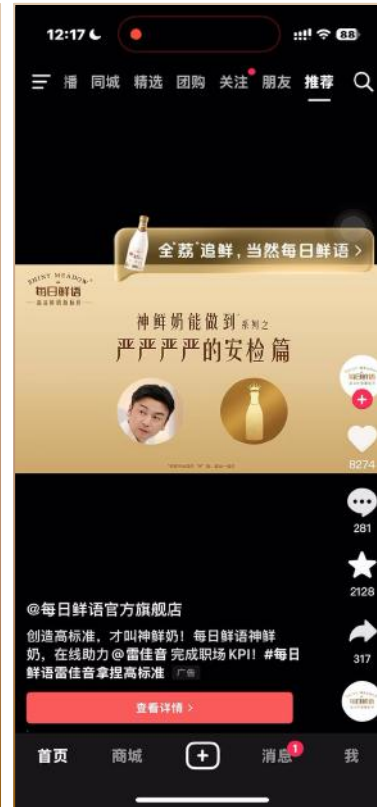 12:17
88
播 同城 精选 团购 关注 朋友 推荐
全"荔"追鲜，当然每日鲜语 >
SHINY MEADOW
每日鲜语
神鲜奶能做到 系列之
严严严严的安检篇
每日鲜语
8274
281
2128
317
@每日鲜语官方旗舰店
创造高标准，才叫神鲜奶！每日鲜语神鲜
奶，在线助力@雷佳音 完成职场KPI！#每日
鲜语雷佳音拿捏高标准 广告
查看详情 >
首页 商城 消息 1 我